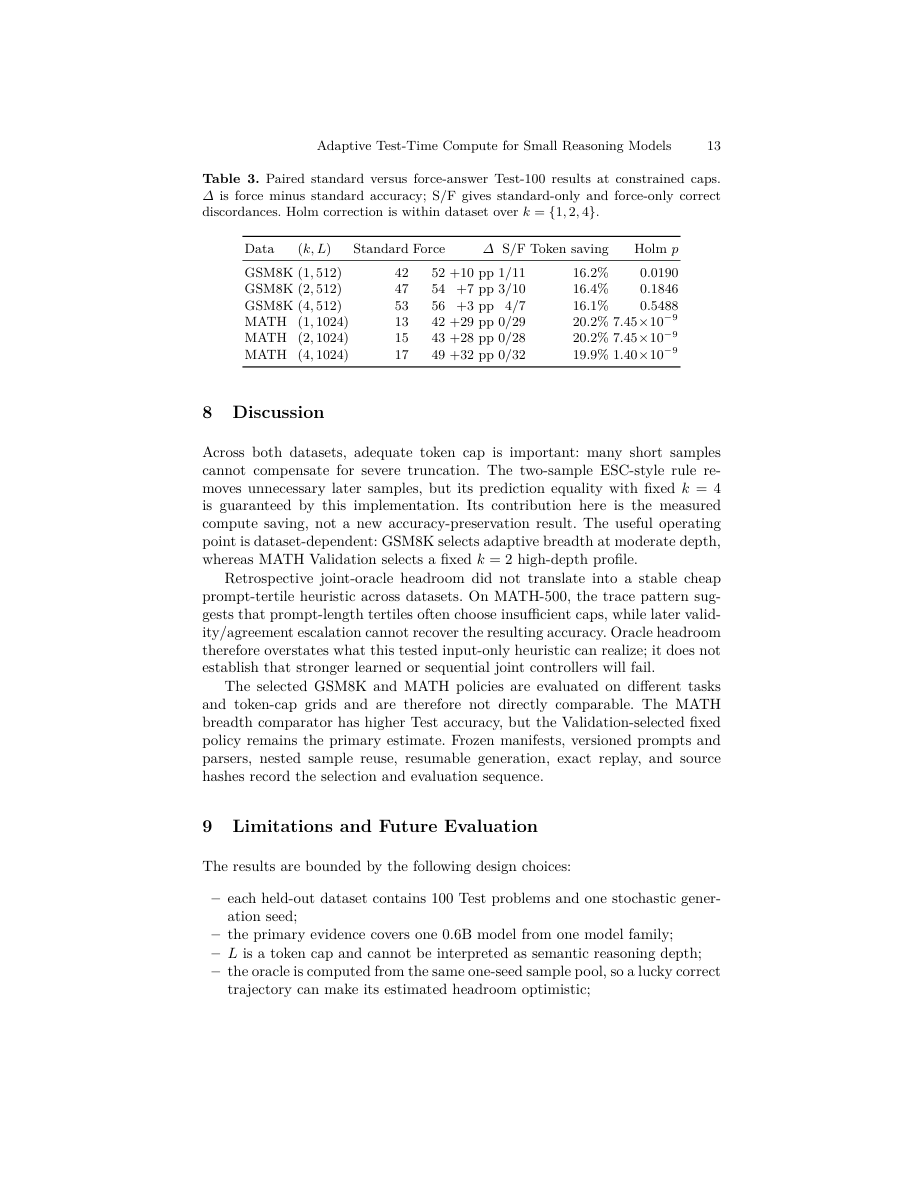 Adaptive Test-Time Compute for Small Reasoning Models 13
Table 3. Paired standard versus force-answer Test-100 results at constrained caps.
Δ is force minus standard accuracy; S/F gives standard-only and force-only correct
discordances. Holm correction is within dataset over k = {1, 2, 4}.
Data (k, L) Standard Force Δ S/F Token saving Holm p
GSM8K (1, 512) 42 52 +10 pp 1/11 16.2% 0.0190
GSM8K (2, 512) 47 54 +7 pp 3/10 16.4% 0.1846
GSM8K (4, 512) 53 56 +3 pp 4/7 16.1% 0.5488
MATH (1, 1024) 13 42 +29 pp 0/29 20.2% 7.45×10⁻⁹
MATH (2, 1024) 15 43 +28 pp 0/28 20.2% 7.45×10⁻⁹
MATH (4, 1024) 17 49 +32 pp 0/32 19.9% 1.40×10⁻⁹
8 Discussion
Across both datasets, adequate token cap is important: many short samples
cannot compensate for severe truncation. The two-sample ESC-style rule re-
moves unnecessary later samples, but its prediction equality with fixed k = 4
is guaranteed by this implementation. Its contribution here is the measured
compute saving, not a new accuracy-preservation result. The useful operating
point is dataset-dependent: GSM8K selects adaptive breadth at moderate depth,
whereas MATH Validation selects a fixed k = 2 high-depth profile.
Retrospective joint-oracle headroom did not translate into a stable cheap
prompt-tertile heuristic across datasets. On MATH-500, the trace pattern sug-
gests that prompt-length tertiles often choose insufficient caps, while later valid-
ity/agreement escalation cannot recover the resulting accuracy. Oracle headroom
therefore overstates what this tested input-only heuristic can realize; it does not
establish that stronger learned or sequential joint controllers will fail.
The selected GSM8K and MATH policies are evaluated on different tasks
and token-cap grids and are therefore not directly comparable. The MATH
breadth comparator has higher Test accuracy, but the Validation-selected fixed
policy remains the primary estimate. Frozen manifests, versioned prompts and
parsers, nested sample reuse, resumable generation, exact replay, and source
hashes record the selection and evaluation sequence.
9 Limitations and Future Evaluation
The results are bounded by the following design choices:
– each held-out dataset contains 100 Test problems and one stochastic gener-
ation seed;
– the primary evidence covers one 0.6B model from one model family;
– L is a token cap and cannot be interpreted as semantic reasoning depth;
– the oracle is computed from the same one-seed sample pool, so a lucky correct
trajectory can make its estimated headroom optimistic;